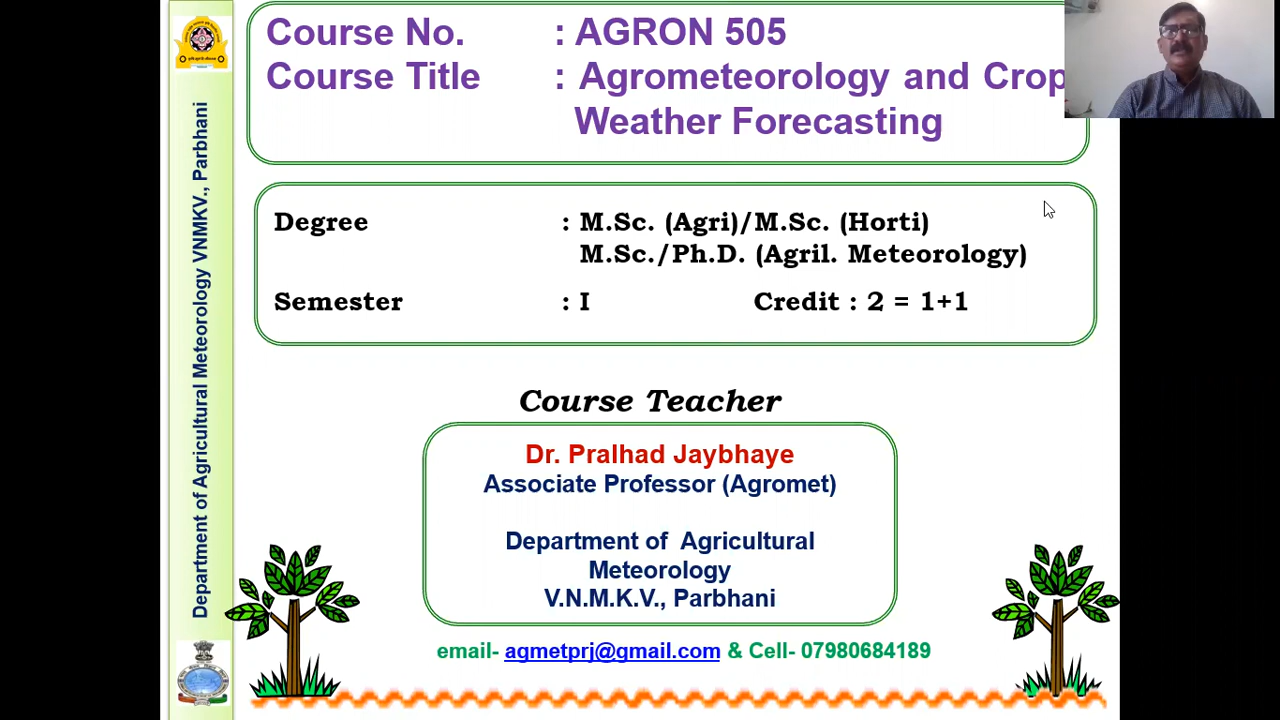 Course No. : AGRON 505
Course Title : Agrometeorology and Crop
Weather Forecasting
Degree : M.Sc. (Agri)/M.Sc. (Horti)
M.Sc./Ph.D. (Agril. Meteorology)
Semester : I Credit : 2 = 1+1
Course Teacher
Dr. Pralhad Jaybhaye
Associate Professor (Agromet)
Department of Agricultural
Meteorology
V.N.M.K.V., Parbhani
email- agmetprj@gmail.com & Cell- 07980684189
Department of Agricultural Meteorology VNMKV., Parbhani